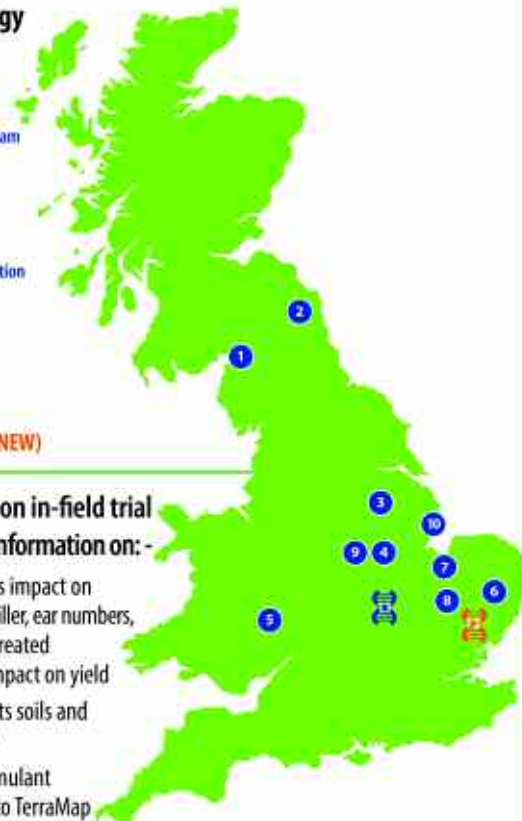 gy
am
tion
NEW)
on in-field trial
nformation on: -
s impact on
iller, ear numbers,
reated
npact on yield
ts soils and
mulant
to TerraMap
2
1
3
10
9
4
7
8
6
5